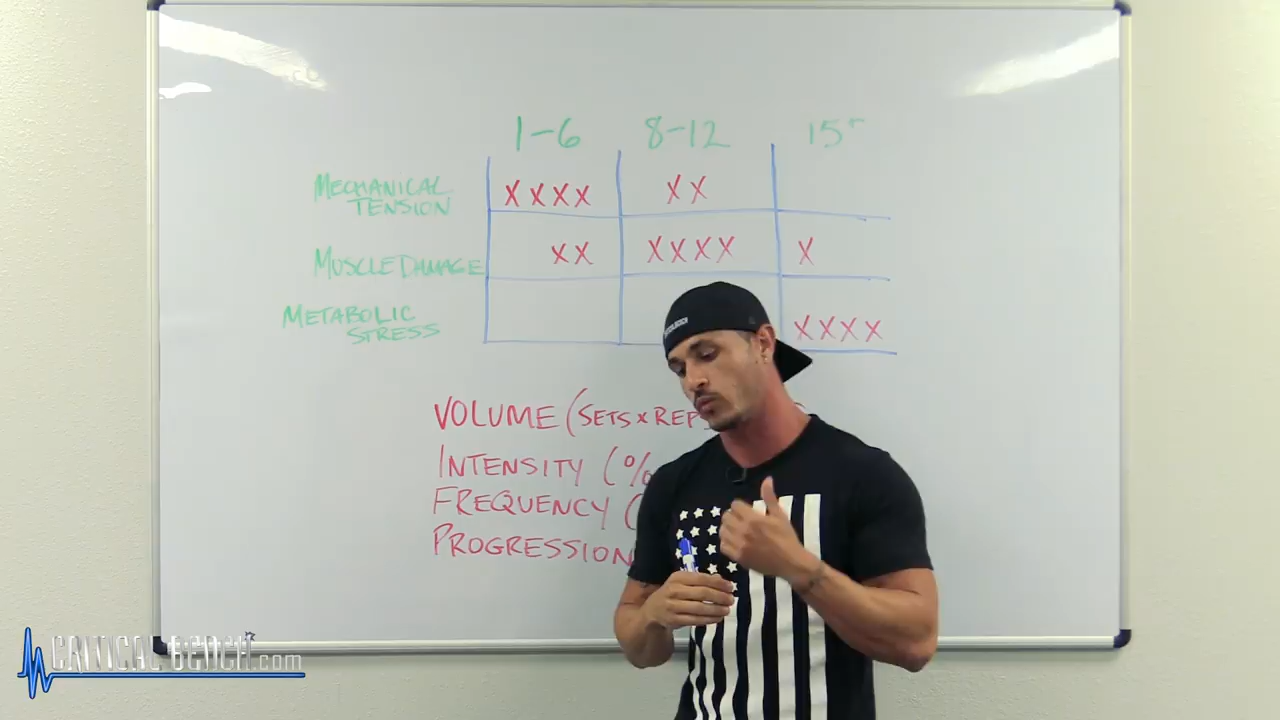 1-6 8-12 15+
MECHANICAL TENSION XXXX XX
MUSCLE DAMAGE XX XXXX X
METABOLIC STRESS XXXX
VOLUME (SETS x REPS
INTENSITY (%
FREQUENCY (
PROGRESSION
CRITICAL BENCH.com